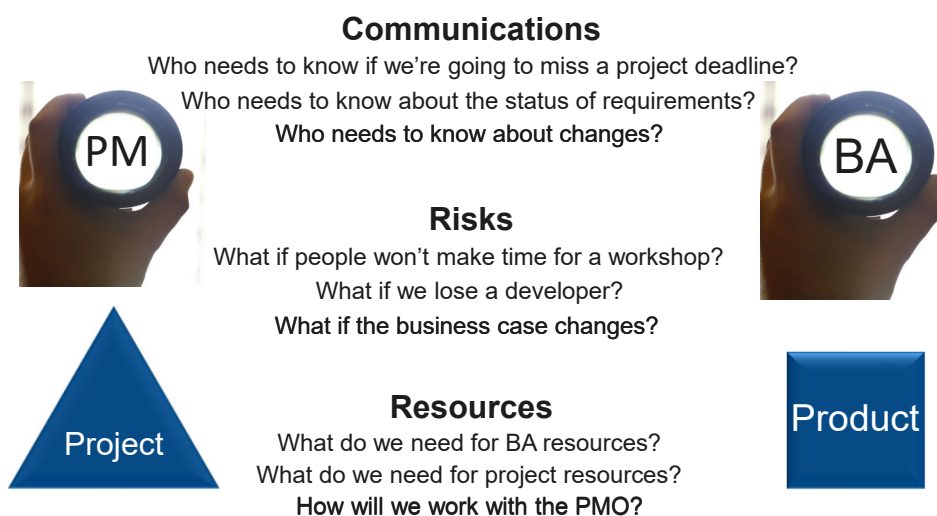 Communications
Who needs to know if we're going to miss a project deadline?
Who needs to know about the status of requirements?
Who needs to know about changes?
PM
BA
Risks
What if people won't make time for a workshop?
What if we lose a developer?
What if the business case changes?
Project
Product
Resources
What do we need for BA resources?
What do we need for project resources?
How will we work with the PMO?